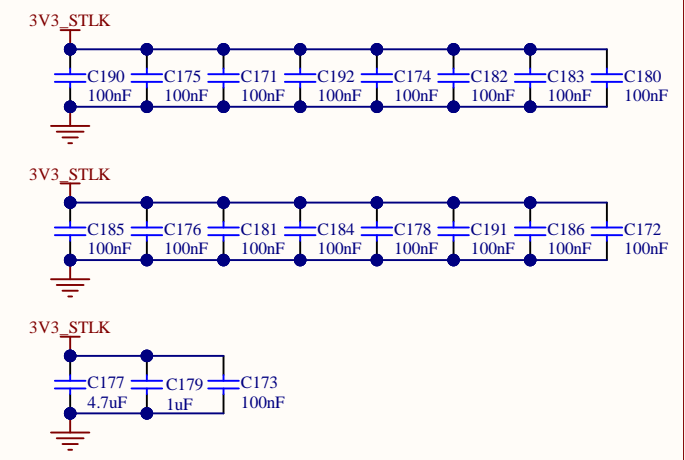 3V3_STLK
C190 C175 C171 C192 C174 C182 C183 C180
100nF 100nF 100nF 100nF 100nF 100nF 100nF 100nF
3V3_STLK
C185 C176 C181 C184 C178 C191 C186 C172
100nF 100nF 100nF 100nF 100nF 100nF 100nF 100nF
3V3_STLK
C177 C179 C173
4.7uF 1uF 100nF